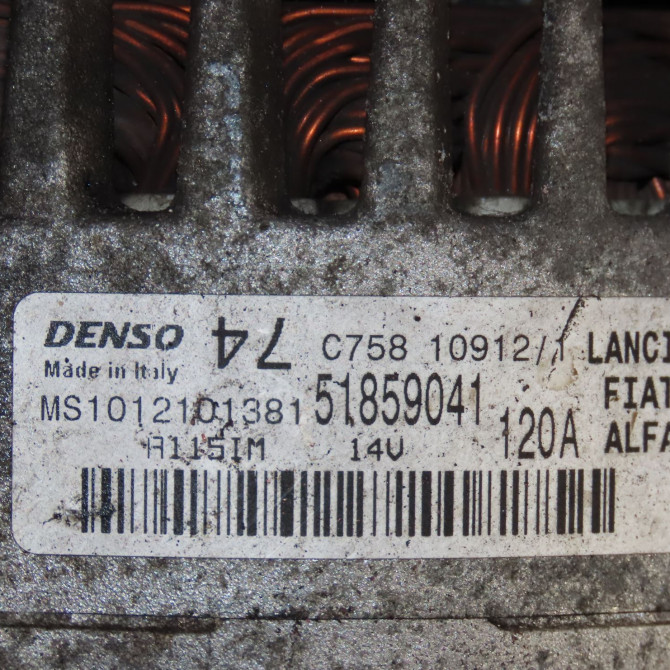 DENSO 74 C758 10912/1 LANCI
Made in Italy 51859041 FIAT
MS1012101381 120A ALFA
A115IM 14V